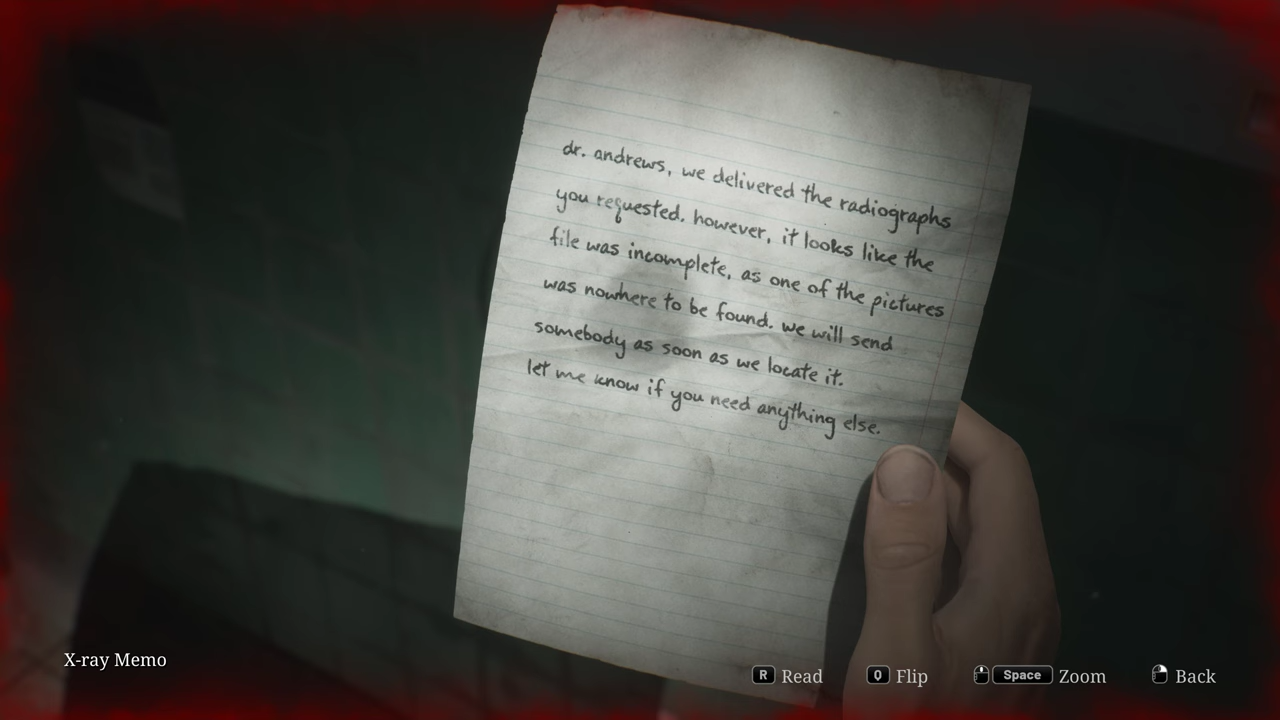 dr. andrews, we delivered the radiographs
you requested. however, it looks like the
file was incomplete, as one of the pictures
was nowhere to be found. we will send
somebody as soon as we locate it.
let me know if you need anything else.
X-ray Memo
R Read
Q Flip
Space Zoom
Back